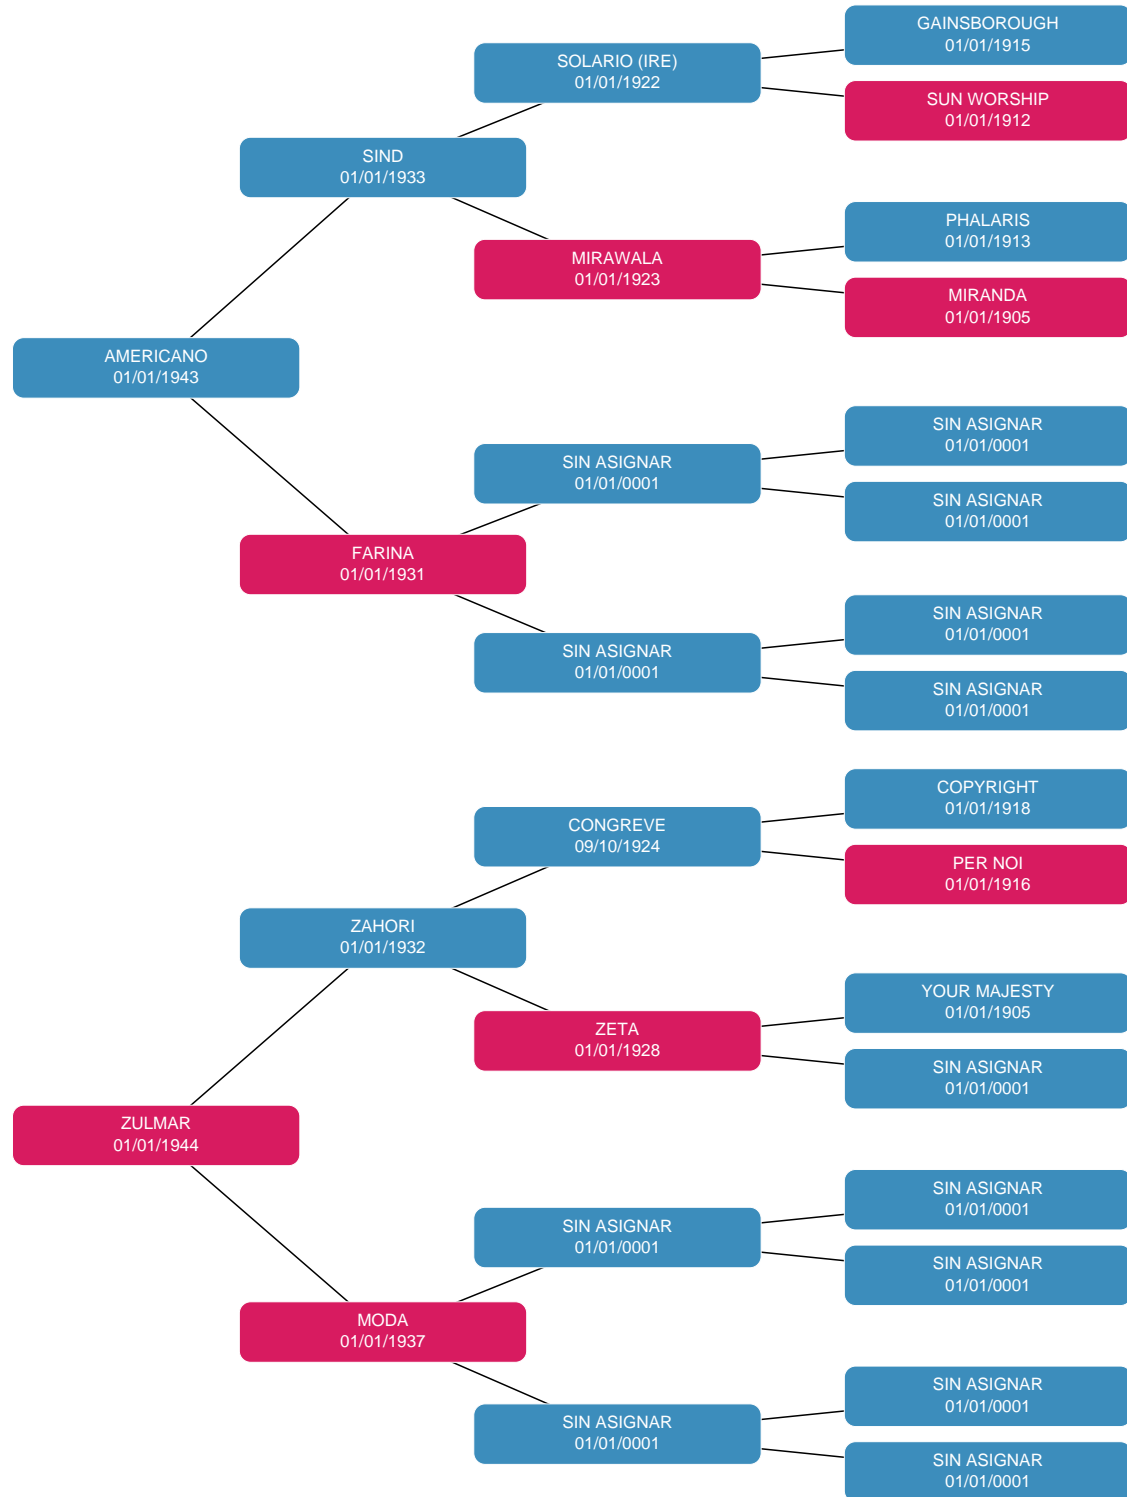 GAINSBOROUGH
01/01/1915
SOLARIO (IRE)
01/01/1922
SUN WORSHIP
01/01/1912
SIND
01/01/1933
PHALARIS
01/01/1913
MIRAWALA
01/01/1923
MIRANDA
01/01/1905
AMERICANO
01/01/1943
SIN ASIGNAR
01/01/0001
SIN ASIGNAR
01/01/0001
SIN ASIGNAR
01/01/0001
FARINA
01/01/1931
SIN ASIGNAR
01/01/0001
SIN ASIGNAR
01/01/0001
SIN ASIGNAR
01/01/0001
COPYRIGHT
01/01/1918
CONGREVE
09/10/1924
PER NOI
01/01/1916
ZAHORI
01/01/1932
YOUR MAJESTY
01/01/1905
ZETA
01/01/1928
SIN ASIGNAR
01/01/0001
ZULMAR
01/01/1944
SIN ASIGNAR
01/01/0001
SIN ASIGNAR
01/01/0001
SIN ASIGNAR
01/01/0001
MODA
01/01/1937
SIN ASIGNAR
01/01/0001
SIN ASIGNAR
01/01/0001
SIN ASIGNAR
01/01/0001